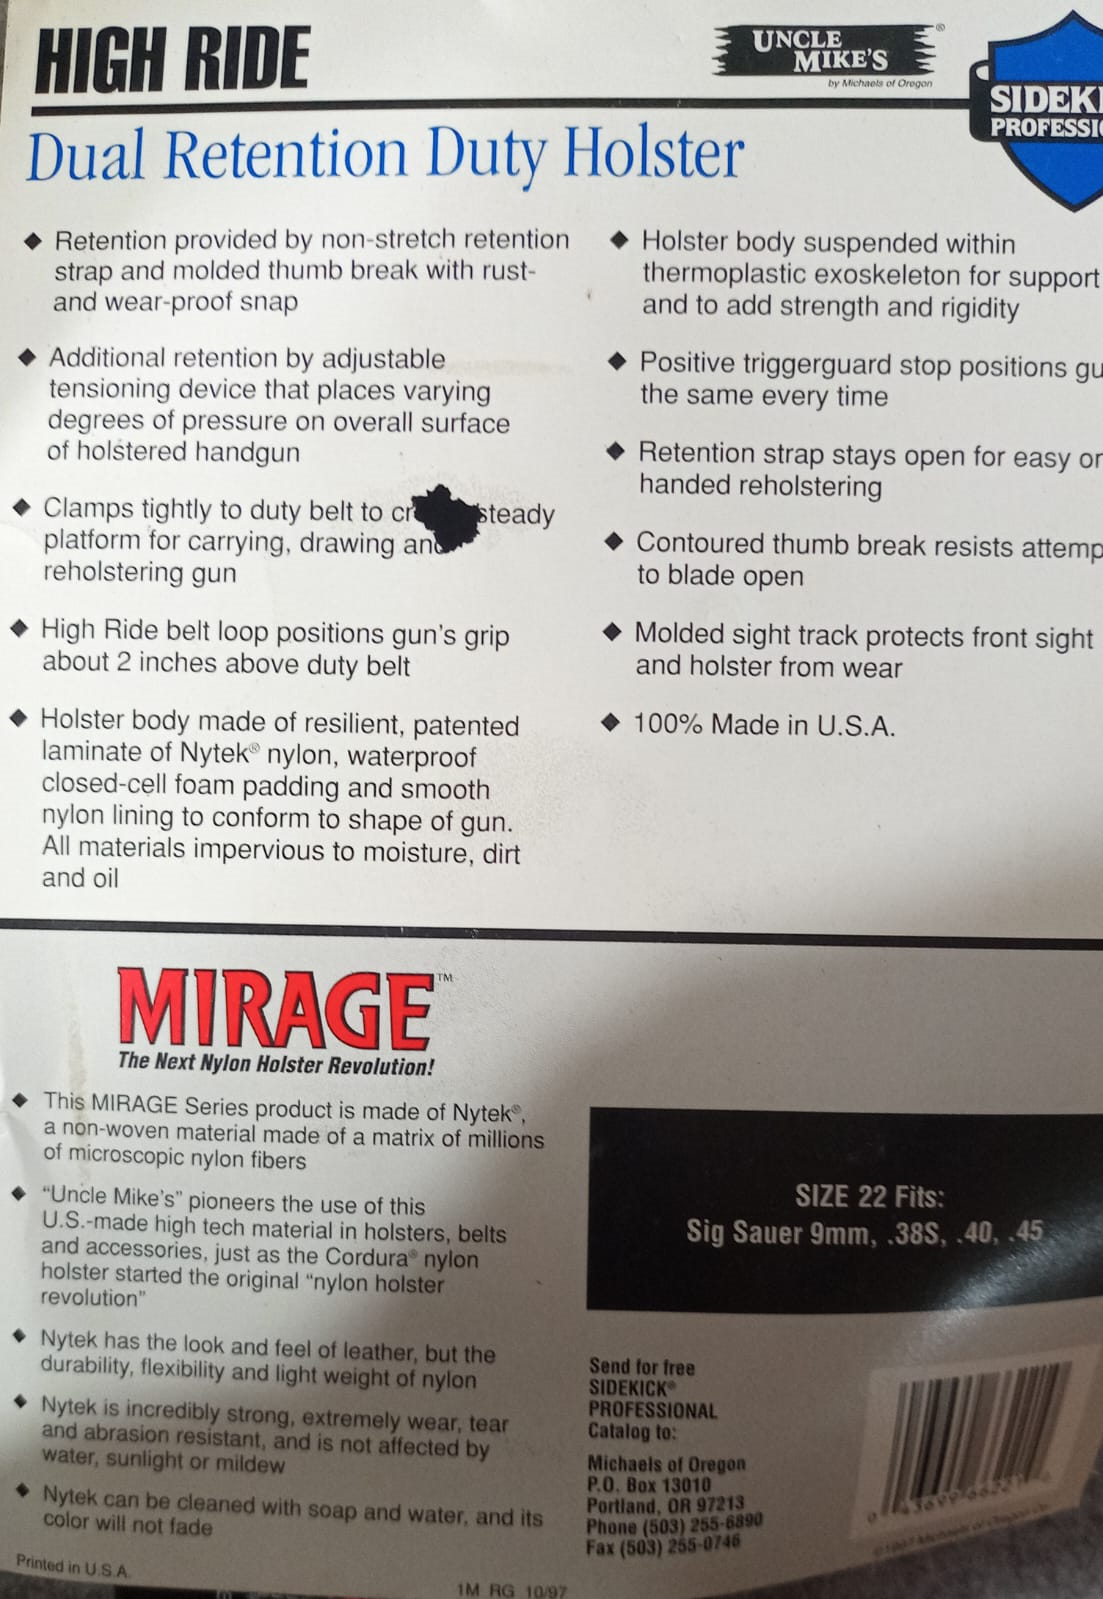 HIGH RIDE
UNCLE
MIKE'S
®
by Michaels of Oregon
SIDEKI
PROFESSIO
Dual Retention Duty Holster
◆ Retention provided by non-stretch retention
strap and molded thumb break with rust-
and wear-proof snap
◆ Additional retention by adjustable
tensioning device that places varying
degrees of pressure on overall surface
of holstered handgun
◆ Clamps tightly to duty belt to cr steady
platform for carrying, drawing and
reholstering gun
◆ High Ride belt loop positions gun's grip
about 2 inches above duty belt
◆ Holster body made of resilient, patented
laminate of Nytek® nylon, waterproof
closed-cell foam padding and smooth
nylon lining to conform to shape of gun.
All materials impervious to moisture, dirt
and oil
◆ Holster body suspended within
thermoplastic exoskeleton for support
and to add strength and rigidity
◆ Positive triggerguard stop positions gu
the same every time
◆ Retention strap stays open for easy or
handed reholstering
◆ Contoured thumb break resists attemp
to blade open
◆ Molded sight track protects front sight
and holster from wear
◆ 100% Made in U.S.A.
MIRAGE™
The Next Nylon Holster Revolution!
◆ This MIRAGE Series product is made of Nytek®,
a non-woven material made of a matrix of millions
of microscopic nylon fibers
◆ "Uncle Mike's" pioneers the use of this
U.S.-made high tech material in holsters, belts
and accessories, just as the Cordura® nylon
holster started the original "nylon holster
revolution"
◆ Nytek has the look and feel of leather, but the
durability, flexibility and light weight of nylon
◆ Nytek is incredibly strong, extremely wear, tear
and abrasion resistant, and is not affected by
water, sunlight or mildew
◆ Nytek can be cleaned with soap and water, and its
color will not fade
Printed in U.S.A.
1M RG 10/97
SIZE 22 Fits:
Sig Sauer 9mm, .38S, .40, .45
Send for free
SIDEKICK®
PROFESSIONAL
Catalog to:
Michaels of Oregon
P.O. Box 13010
Portland, OR 97213
Phone (503) 255-6890
Fax (503) 255-0746
©1997 Michaels of Oregon Co.